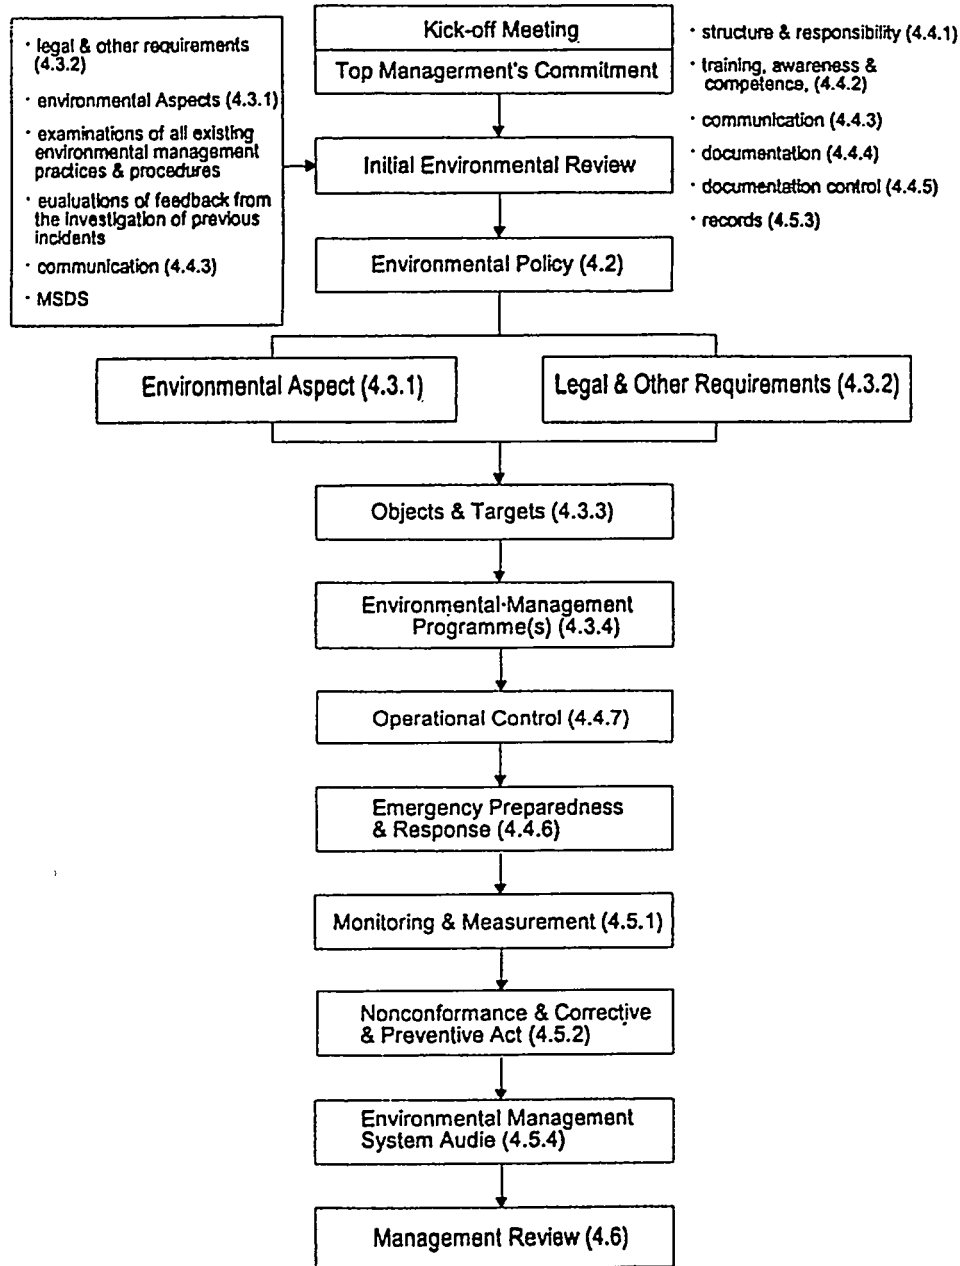 · legal & other requirements
(4.3.2)
· environmental Aspects (4.3.1)
· examinations of all existing
environmental management
practices & procedures
· eualuations of feedback from
the investigation of previous
incidents
· communication (4.4.3)
· MSDS
Kick-off Meeting
Top Managerment's Commitment
· structure & responsibility (4.4.1)
· training, awareness &
competence, (4.4.2)
· communication (4.4.3)
· documentation (4.4.4)
· documentation control (4.4.5)
· records (4.5.3)
Initial Environmental Review
Environmental Policy (4.2)
Environmental Aspect (4.3.1)
Legal & Other Requirements (4.3.2)
Objects & Targets (4.3.3)
Environmental·Management
Programme(s) (4.3.4)
Operational Control (4.4.7)
Emergency Preparedness
& Response (4.4.6)
Monitoring & Measurement (4.5.1)
Nonconformance & Corrective
& Preventive Act (4.5.2)
Environmental Management
System Audie (4.5.4)
Management Review (4.6)